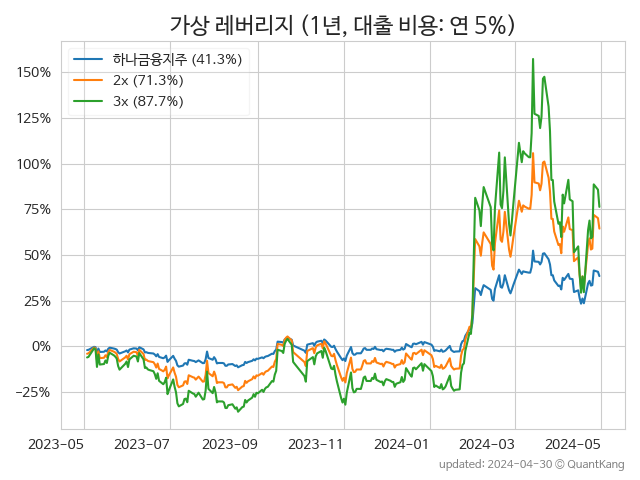 가상 레버리지 (1년, 대출 비용: 연 5%)
하나금융지주 (41.3%)
2x (71.3%)
3x (87.7%)
150%
125%
100%
75%
50%
25%
0%
−25%
2023-05 2023-07 2023-09 2023-11 2024-01 2024-03 2024-05
updated: 2024-04-30 © QuantKang